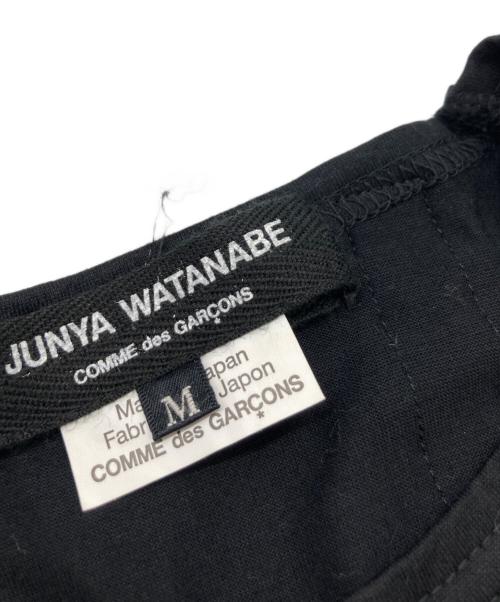 JUNYA WATANABE
COMME des GARÇONS
M
Ma apan
Fabr Japon
COMME des GARÇONS
*